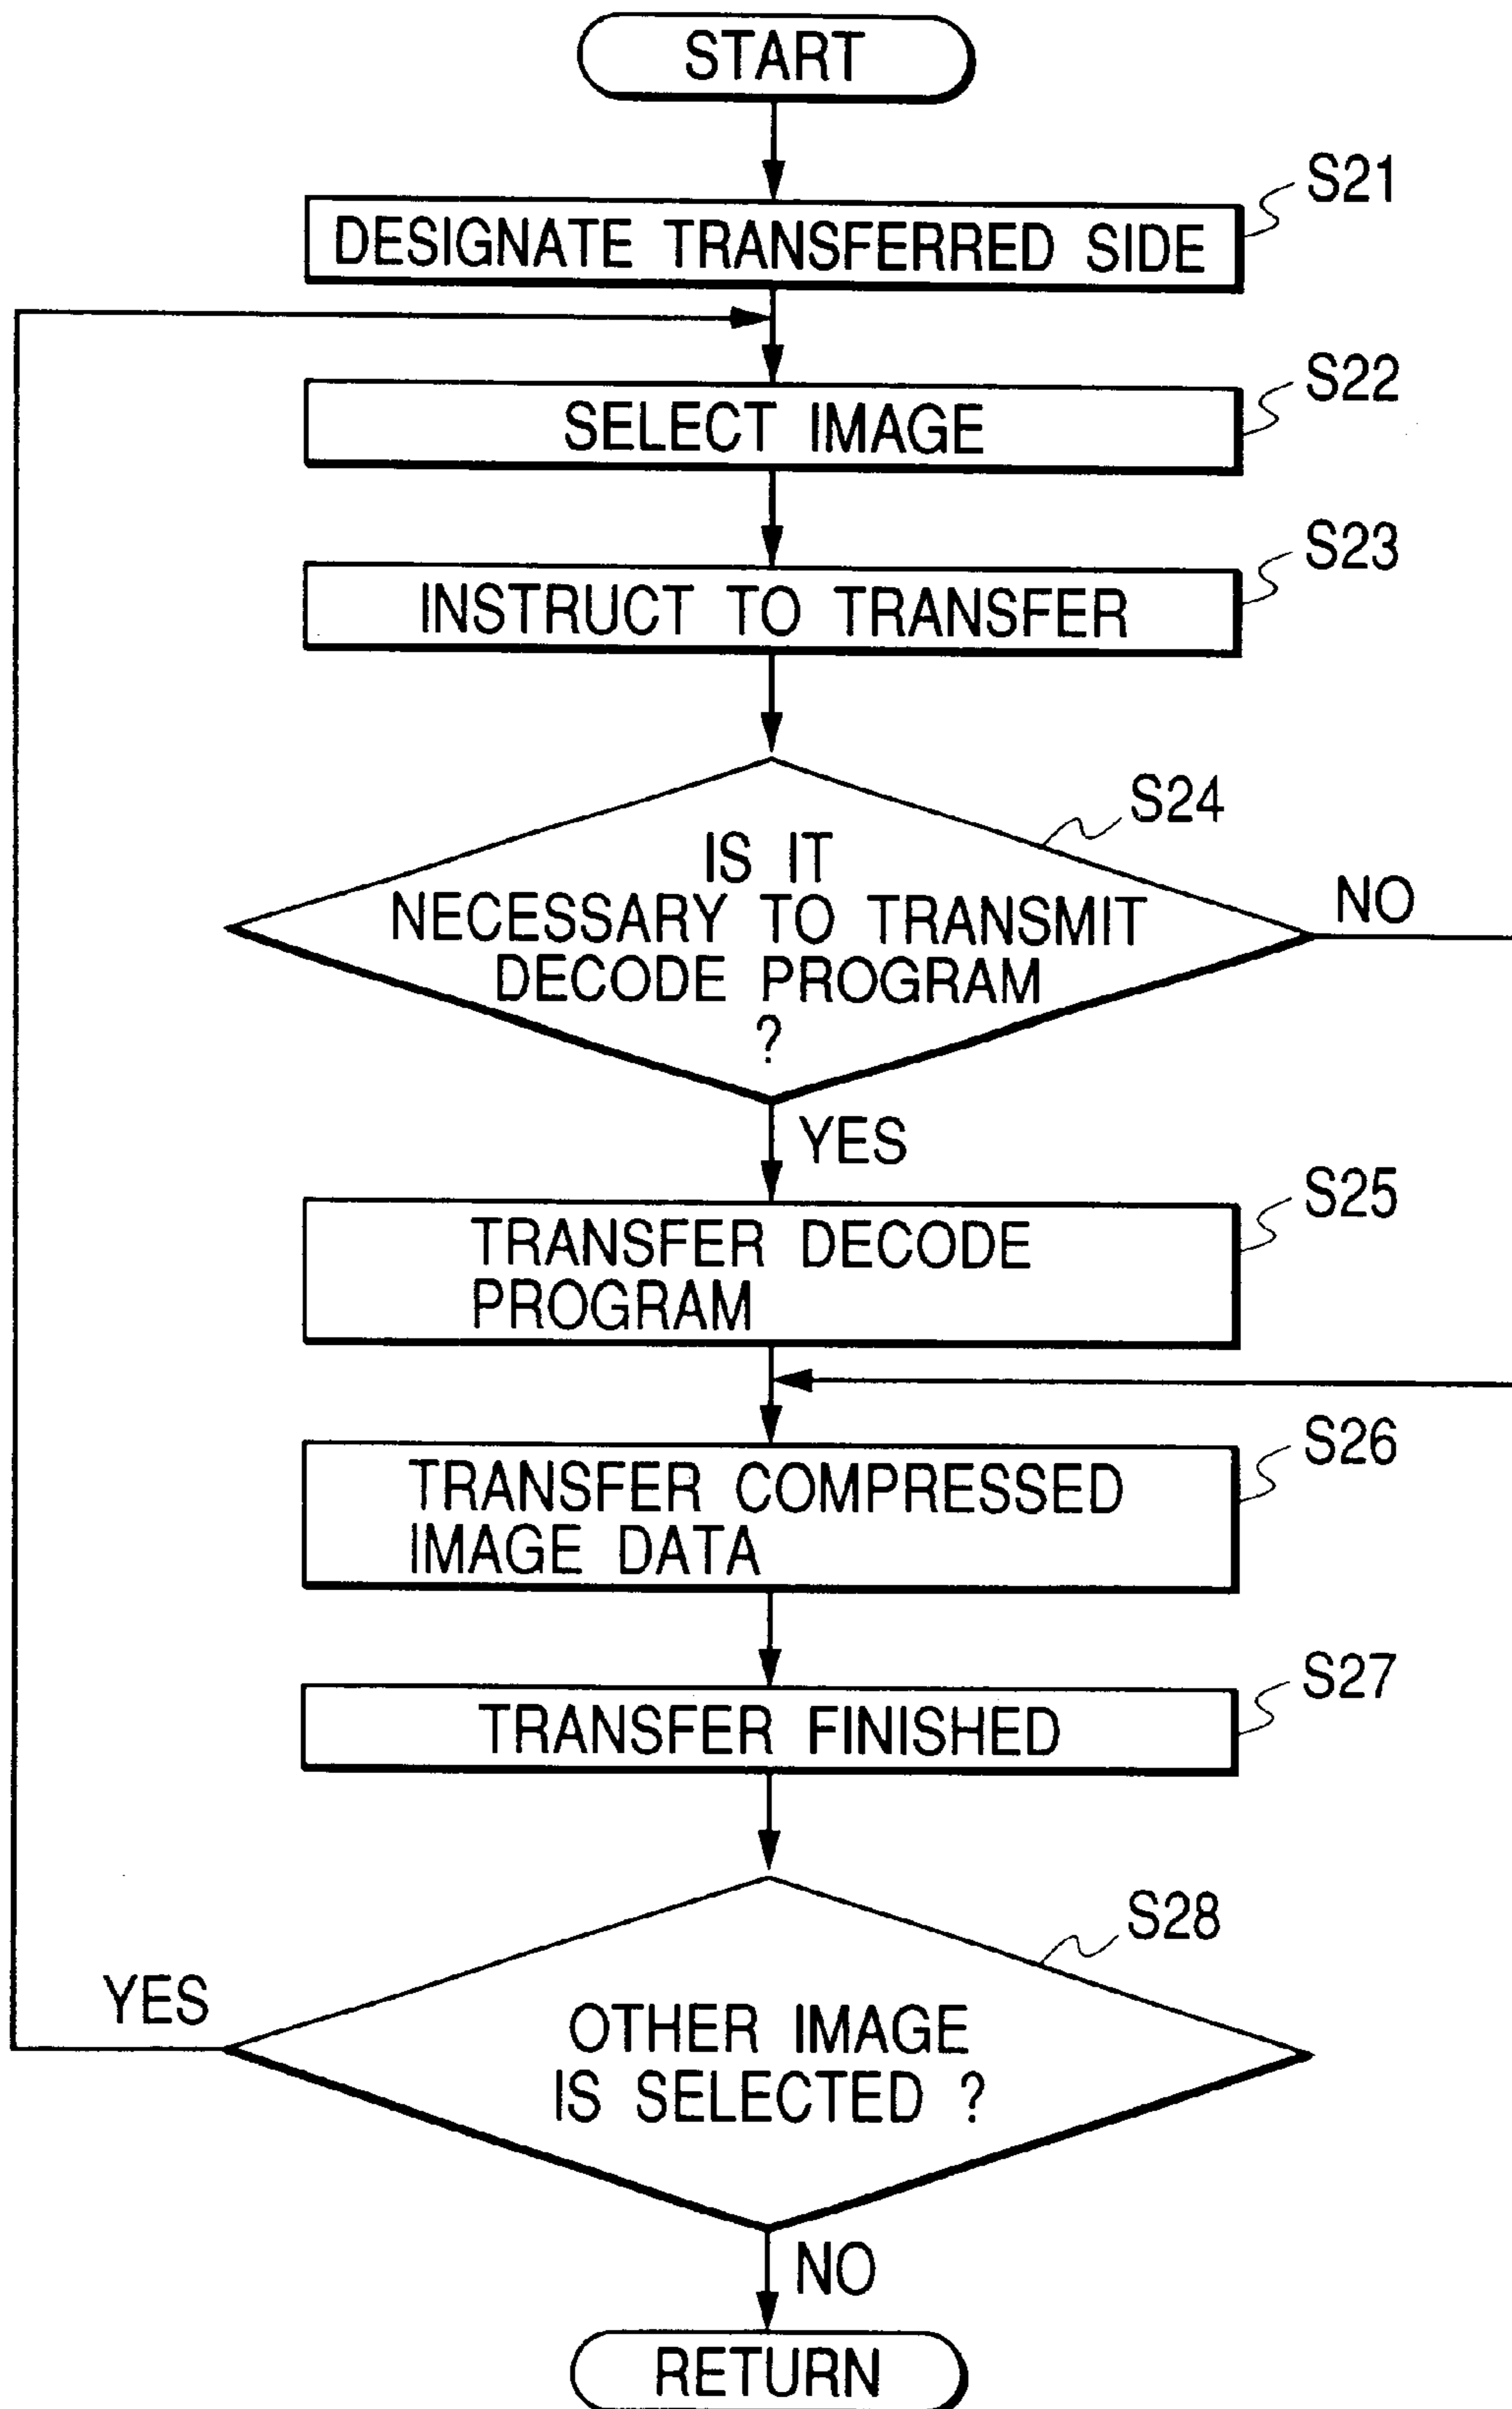 START
S21
DESIGNATE TRANSFERRED SIDE
S22
SELECT IMAGE
S23
INSTRUCT TO TRANSFER
S24
IS IT
NECESSARY TO TRANSMIT
DECODE PROGRAM
?
NO
YES
S25
TRANSFER DECODE
PROGRAM
S26
TRANSFER COMPRESSED
IMAGE DATA
S27
TRANSFER FINISHED
S28
YES
OTHER IMAGE
IS SELECTED ?
NO
RETURN